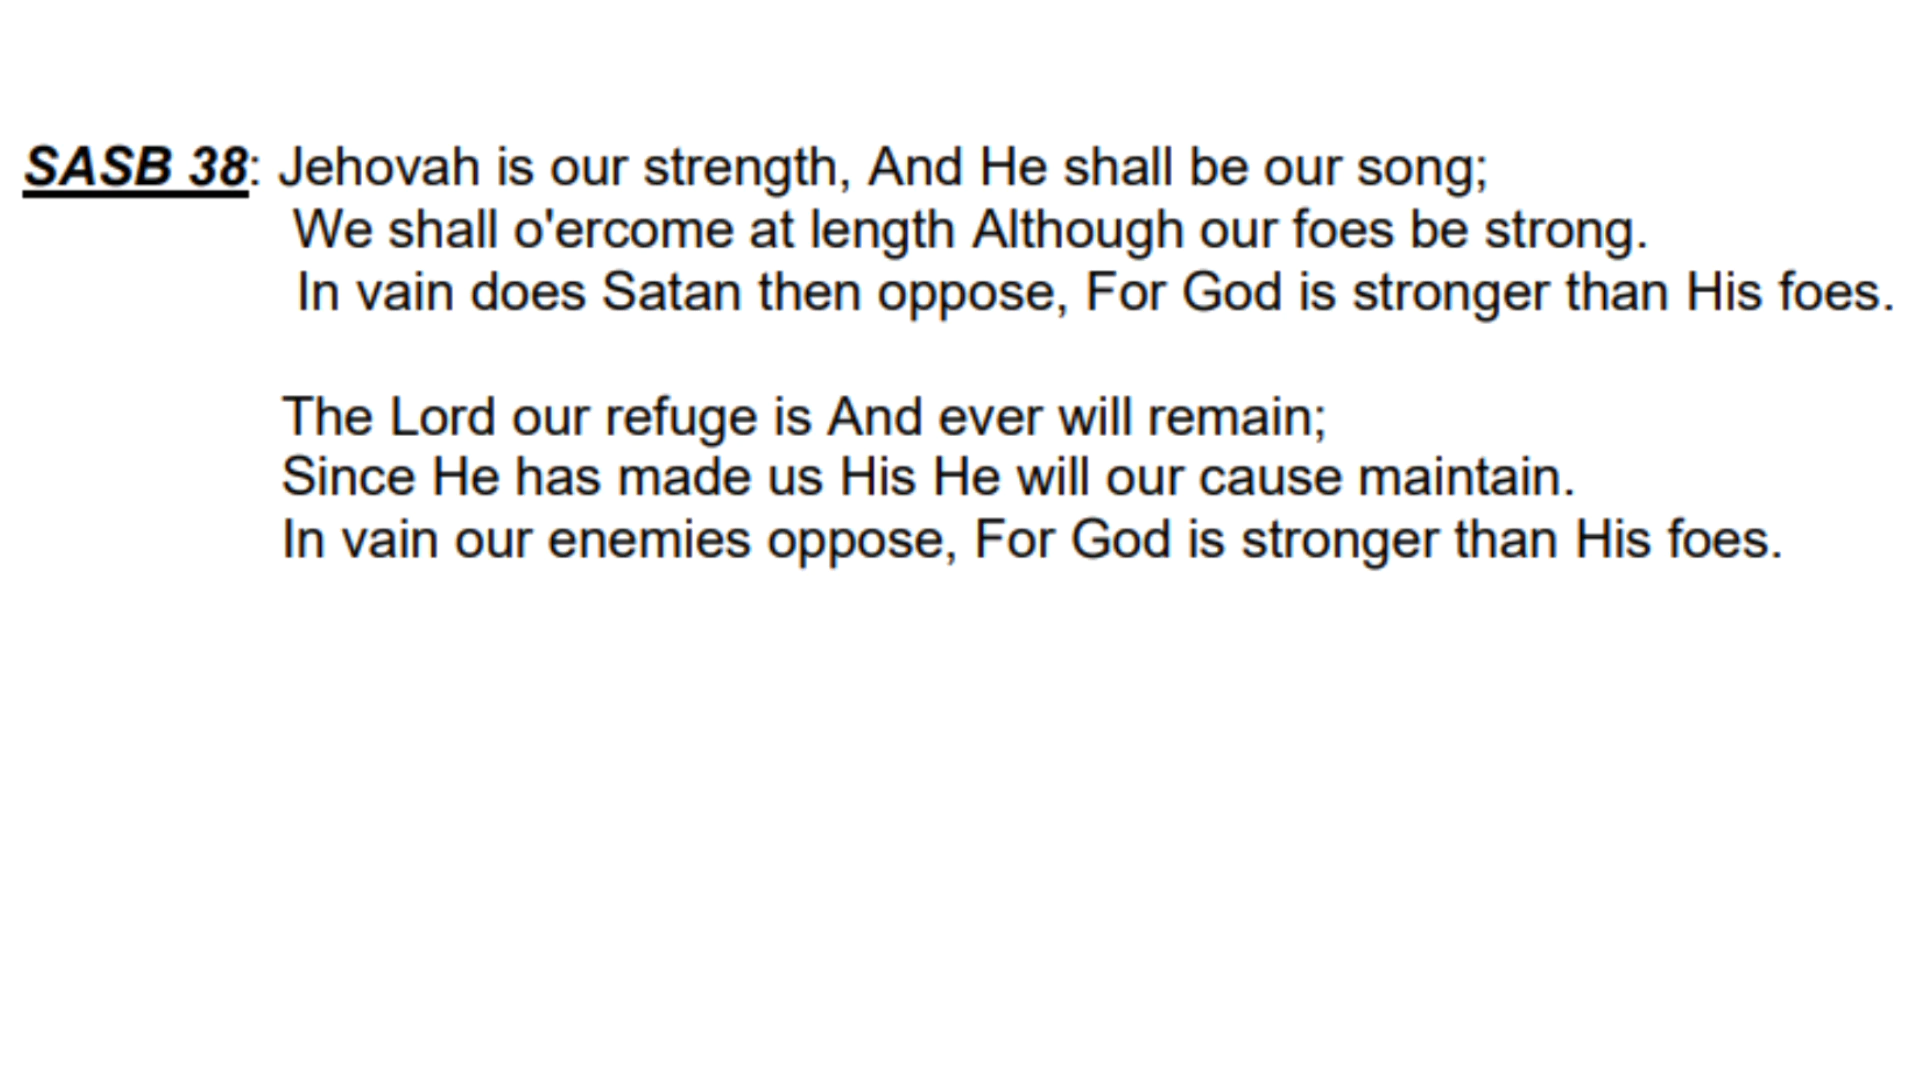 SASB 38: Jehovah is our strength, And He shall be our song;
We shall o'ercome at length Although our foes be strong.
In vain does Satan then oppose, For God is stronger than His foes.
The Lord our refuge is And ever will remain;
Since He has made us His He will our cause maintain.
In vain our enemies oppose, For God is stronger than His foes.